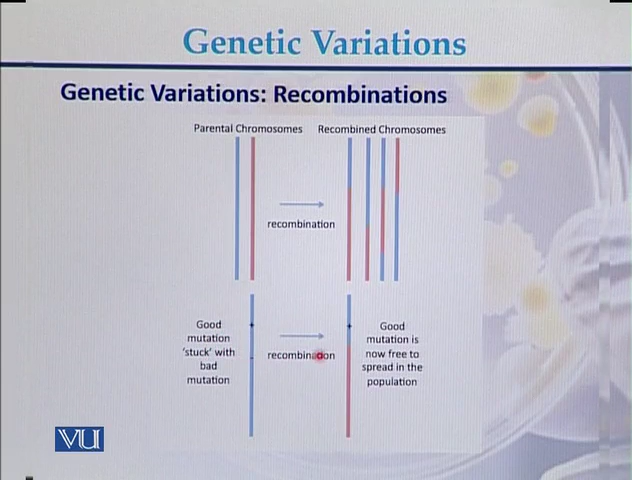 Genetic Variations
Genetic Variations: Recombinations
Parental Chromosomes
Recombined Chromosomes
recombination
Good
mutation
'stuck' with
bad
mutation
recombination
Good
mutation is
now free to
spread in the
population
VU